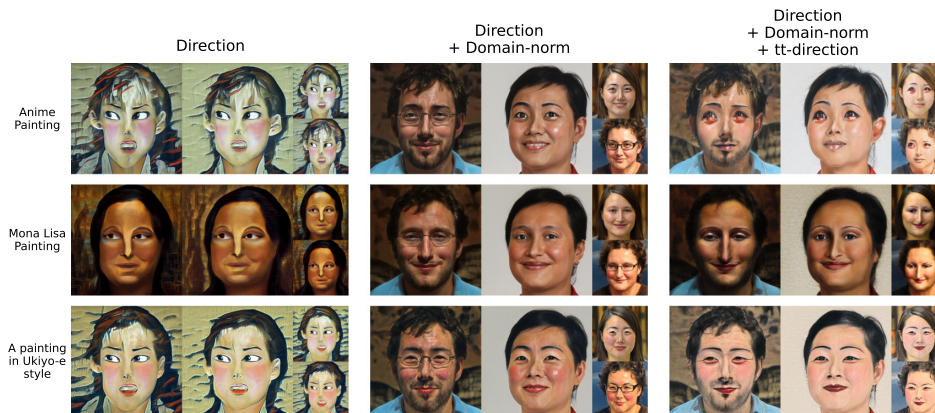 Direction
Direction
+ Domain-norm
Direction
+ Domain-norm
+ tt-direction
Anime
Painting
Mona Lisa
Painting
A painting
in Ukiyo-e
style